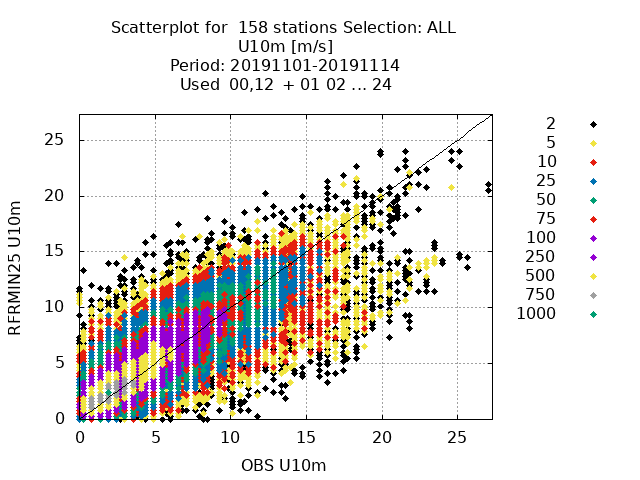 Scatterplot for  158 stations Selection: ALL
U10m [m/s]
Period: 20191101-20191114
Used  00,12  + 01 02 ... 24
RFRMIN25 U10m
25
20
15
10
5
0
0 5 10 15 20 25
OBS U10m
2
5
10
25
50
75
100
250
500
750
1000